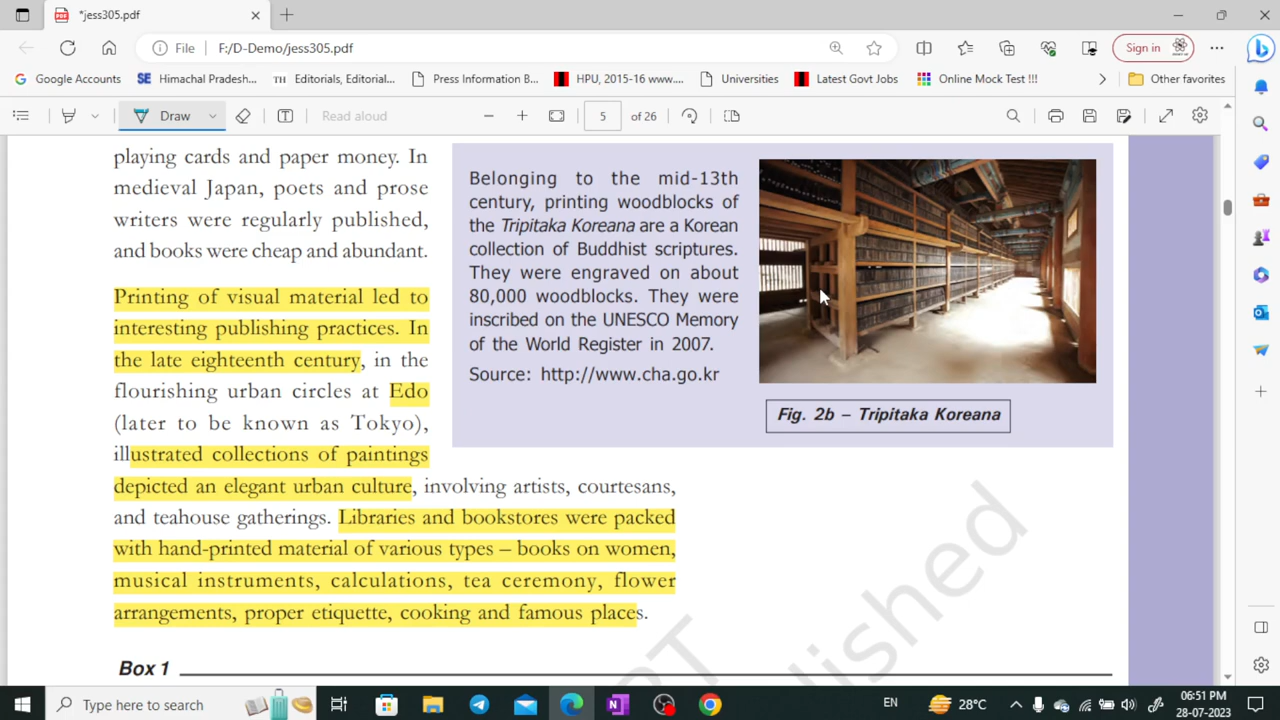 *jess305.pdf
File F:/D-Demo/jess305.pdf Sign in
Google Accounts SE Himachal Pradesh... TH Editorials, Editorial... Press Information B... HPU, 2015-16 www.... Universities Latest Govt Jobs Online Mock Test !!! Other favorites
Draw Read aloud 5 of 26
playing cards and paper money. In
medieval Japan, poets and prose
writers were regularly published,
and books were cheap and abundant.
Printing of visual material led to
interesting publishing practices. In
the late eighteenth century, in the
flourishing urban circles at Edo
(later to be known as Tokyo),
illustrated collections of paintings
depicted an elegant urban culture, involving artists, courtesans,
and teahouse gatherings. Libraries and bookstores were packed
with hand-printed material of various types – books on women,
musical instruments, calculations, tea ceremony, flower
arrangements, proper etiquette, cooking and famous places.
Belonging to the mid-13th
century, printing woodblocks of
the Tripitaka Koreana are a Korean
collection of Buddhist scriptures.
They were engraved on about
80,000 woodblocks. They were
inscribed on the UNESCO Memory
of the World Register in 2007.
Source: http://www.cha.go.kr
Fig. 2b – Tripitaka Koreana
Box 1
Type here to search EN 28°C 06:51 PM
28-07-2023